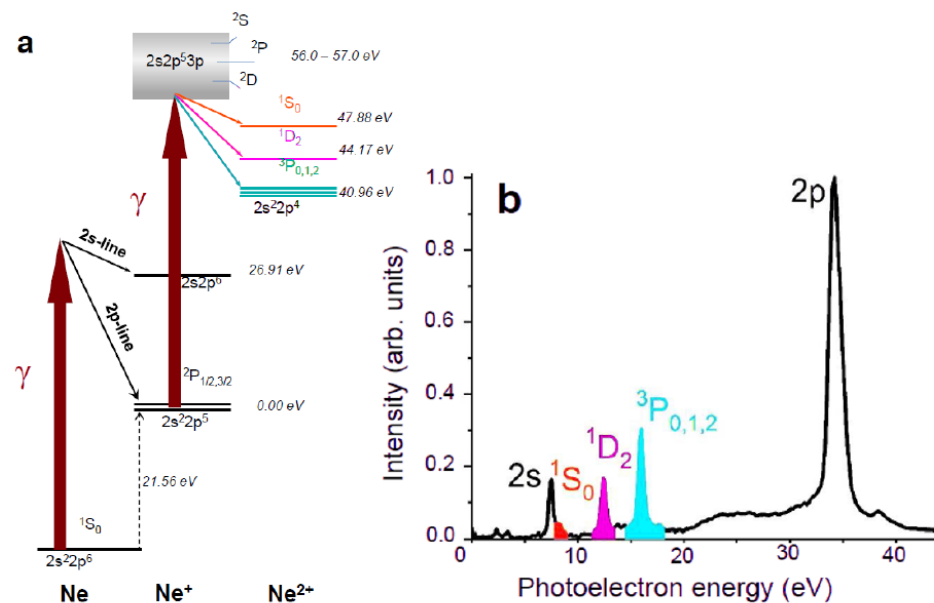 a
²S
²P
²D
2s2p⁵3p
56.0 – 57.0 eV
¹S₀
47.88 eV
¹D₂
44.17 eV
³P₀,₁,₂
40.96 eV
2s²2p⁴
γ
2s-line
26.91 eV
2s2p⁶
2p-line
γ
²P₁/₂,₃/₂
0.00 eV
2s²2p⁵
21.56 eV
¹S₀
2s²2p⁶
Ne
Ne⁺
Ne²⁺
b
Intensity (arb. units)
1.0
0.8
0.6
0.4
0.2
0.0
2p
³P₀,₁,₂
¹D₂
2s
¹S₀
0
10
20
30
40
Photoelectron energy (eV)